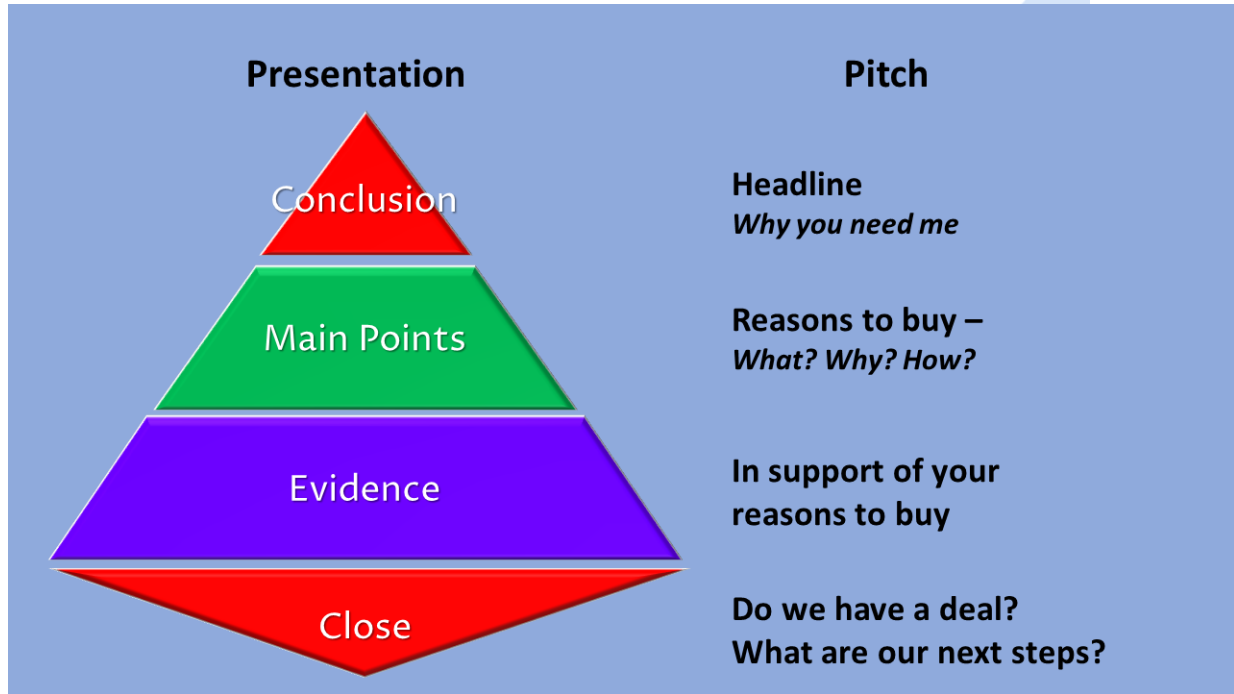 Presentation
Pitch
Conclusion
Headline
Why you need me
Main Points
Reasons to buy –
What? Why? How?
Evidence
In support of your
reasons to buy
Close
Do we have a deal?
What are our next steps?